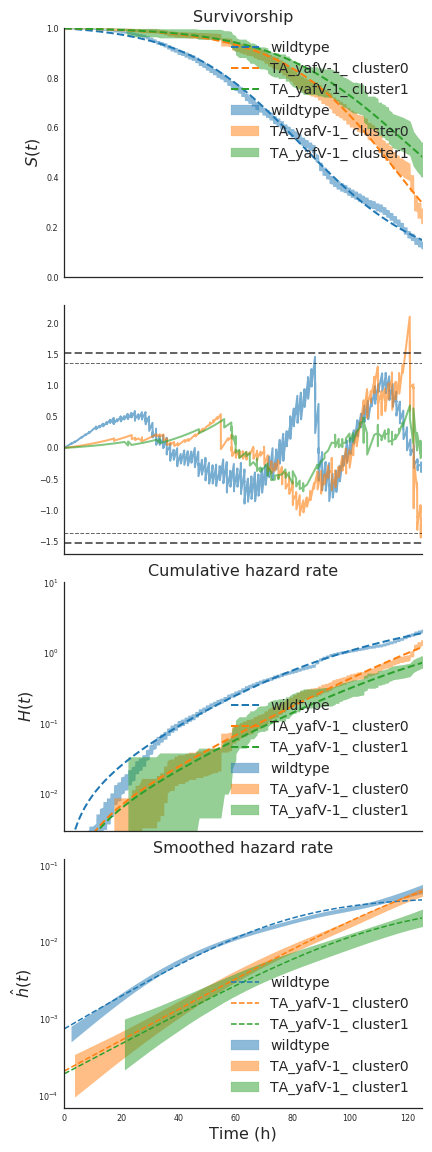 Survivorship
1.0
0.8
0.6
0.4
0.2
0.0
S(t)
wildtype
TA_yafV-1_ cluster0
TA_yafV-1_ cluster1
wildtype
TA_yafV-1_ cluster0
TA_yafV-1_ cluster1
2.0
1.5
1.0
0.5
0.0
−0.5
−1.0
−1.5
Cumulative hazard rate
10¹
10⁰
10⁻¹
10⁻²
H(t)
wildtype
TA_yafV-1_ cluster0
TA_yafV-1_ cluster1
wildtype
TA_yafV-1_ cluster0
TA_yafV-1_ cluster1
Smoothed hazard rate
10⁻¹
10⁻²
10⁻³
10⁻⁴
ĥ(t)
wildtype
TA_yafV-1_ cluster0
TA_yafV-1_ cluster1
wildtype
TA_yafV-1_ cluster0
TA_yafV-1_ cluster1
0 20 40 60 80 100 120
Time (h)